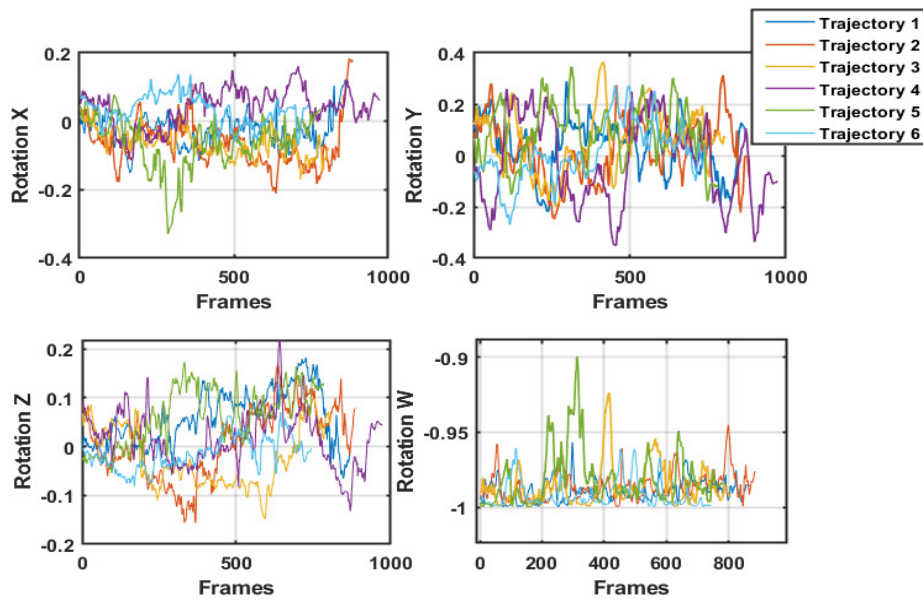 Trajectory 1
Trajectory 2
Trajectory 3
Trajectory 4
Trajectory 5
Trajectory 6
0.2
0
-0.2
-0.4
Rotation X
0
500
1000
Frames
0.4
0.2
0
-0.2
-0.4
Rotation Y
0
500
1000
Frames
0.2
0.1
0
-0.1
-0.2
Rotation Z
0
500
1000
Frames
-0.9
-0.95
-1
Rotation W
0
200
400
600
800
Frames